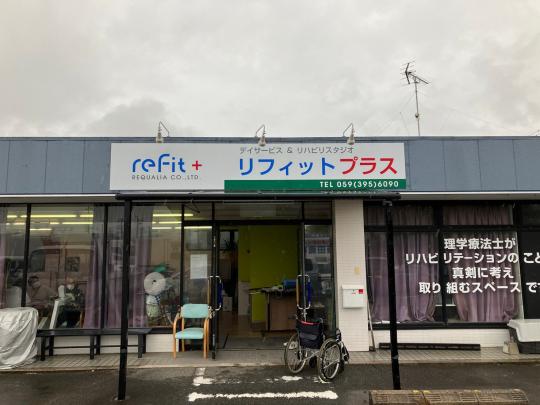 デイサービス & リハビリスタジオ
refit +
REQUALIA CO.,LTD.
リフィットプラス
TEL 059(395)6090
理学療法士が
リハビリテーションの こと
真剣に考え
取り組むスペース です